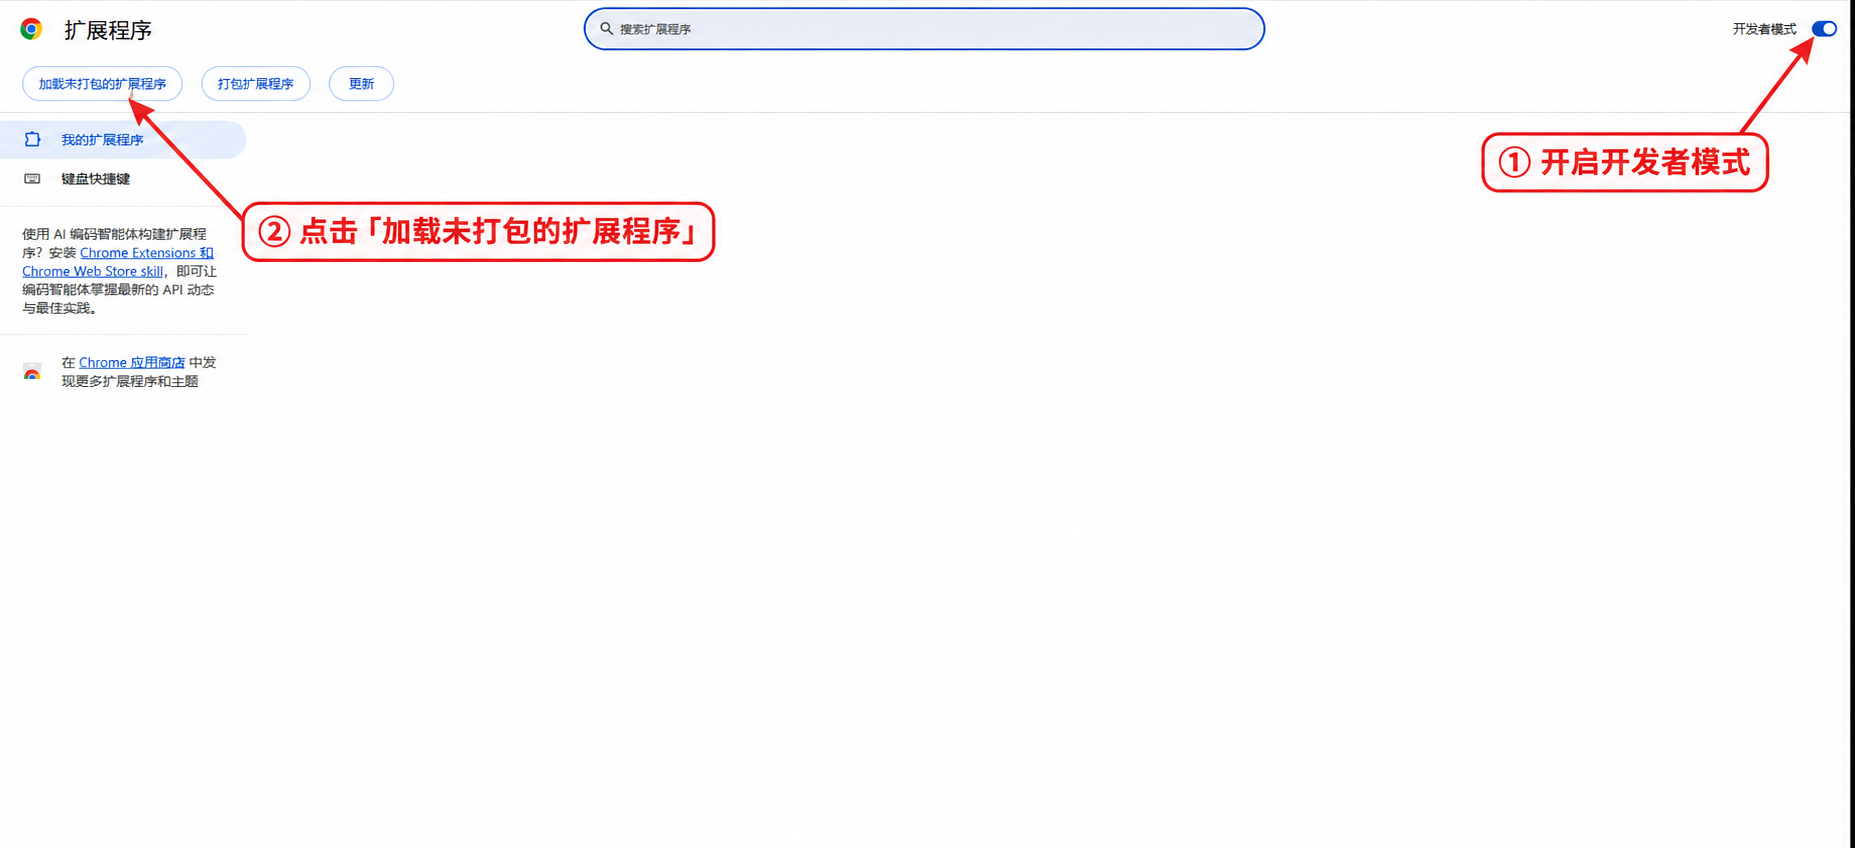 扩展程序
搜索扩展程序
开发者模式
加载未打包的扩展程序
打包扩展程序
更新
① 开启开发者模式
我的扩展程序
键盘快捷键
② 点击「加载未打包的扩展程序」
使用 AI 编码智能体构建扩展程
序？安装 Chrome Extensions 和
Chrome Web Store skill，即可让
编码智能体掌握最新的 API 动态
与最佳实践。
在 Chrome 应用商店 中发
现更多扩展程序和主题